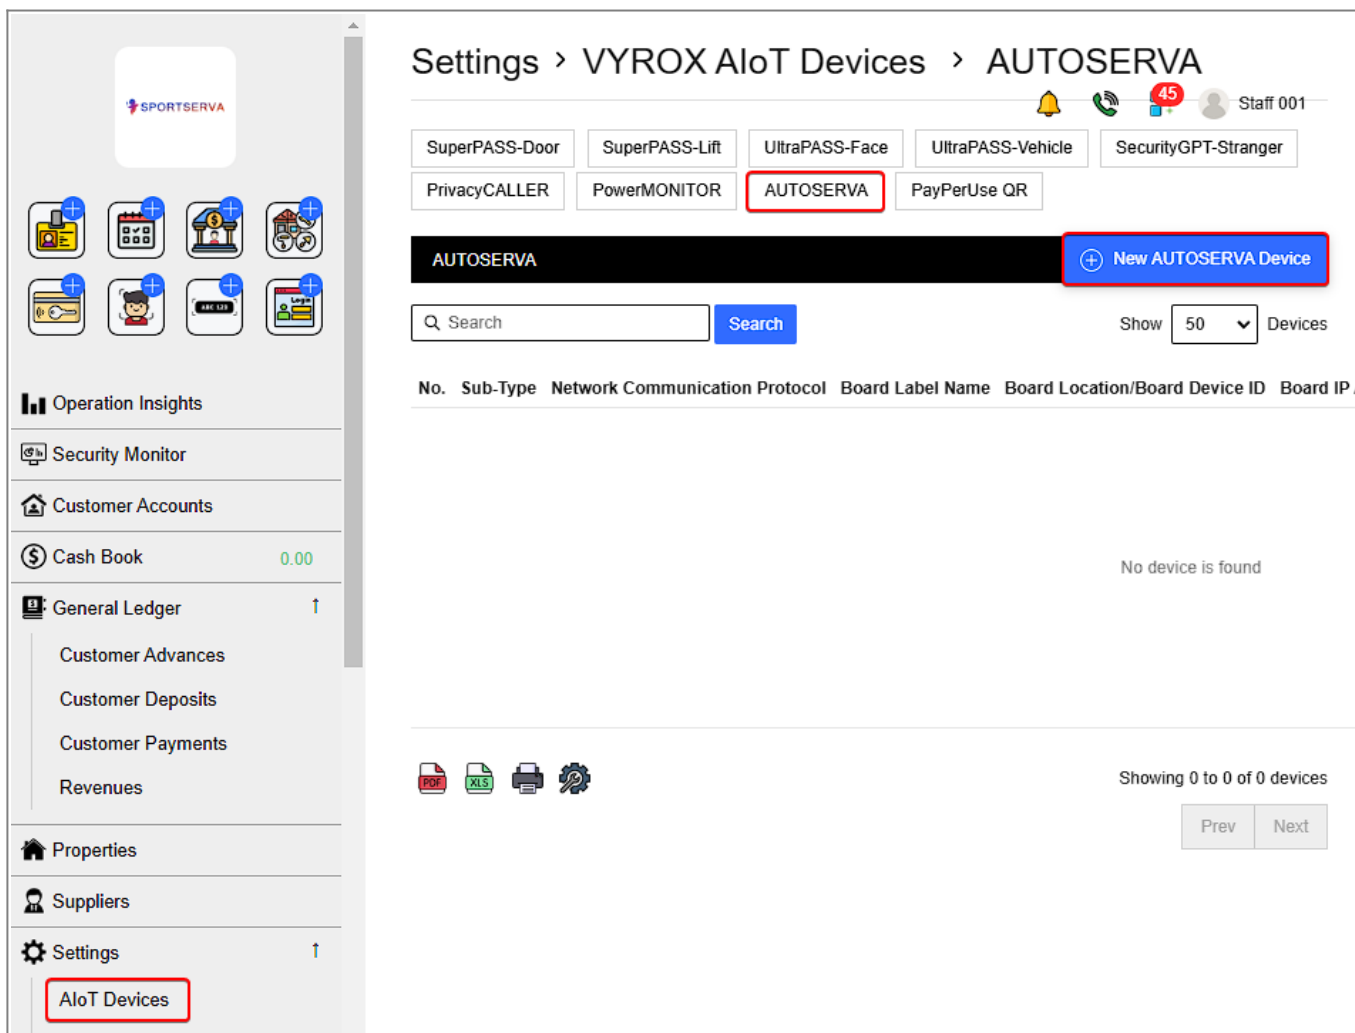 SPORTSERVA
ABC 123
Login
Operation Insights
Security Monitor
Customer Accounts
Cash Book 0.00
General Ledger ↑
Customer Advances
Customer Deposits
Customer Payments
Revenues
Properties
Suppliers
Settings ↑
AIoT Devices
Settings > VYROX AIoT Devices > AUTOSERVA
45
Staff 001
SuperPASS-Door SuperPASS-Lift UltraPASS-Face UltraPASS-Vehicle SecurityGPT-Stranger
PrivacyCALLER PowerMONITOR AUTOSERVA PayPerUse QR
AUTOSERVA New AUTOSERVA Device
Search Search Show 50 Devices
No. Sub-Type Network Communication Protocol Board Label Name Board Location/Board Device ID Board IP
No device is found
PDF XLS
Showing 0 to 0 of 0 devices
Prev Next